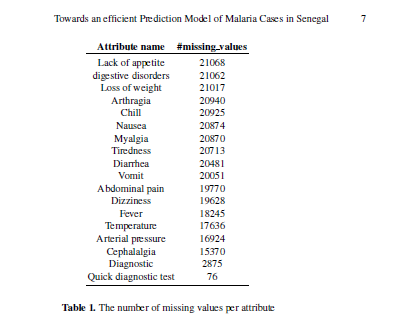 Towards an efficient Prediction Model of Malaria Cases in Senegal 7
Attribute name #missing_values
Lack of appetite 21068
digestive disorders 21062
Loss of weight 21017
Arthragia 20940
Chill 20925
Nausea 20874
Myalgia 20870
Tiredness 20713
Diarrhea 20481
Vomit 20051
Abdominal pain 19770
Dizziness 19628
Fever 18245
Temperature 17636
Arterial pressure 16924
Cephalalgia 15370
Diagnostic 2875
Quick diagnostic test 76
Table 1. The number of missing values per attribute